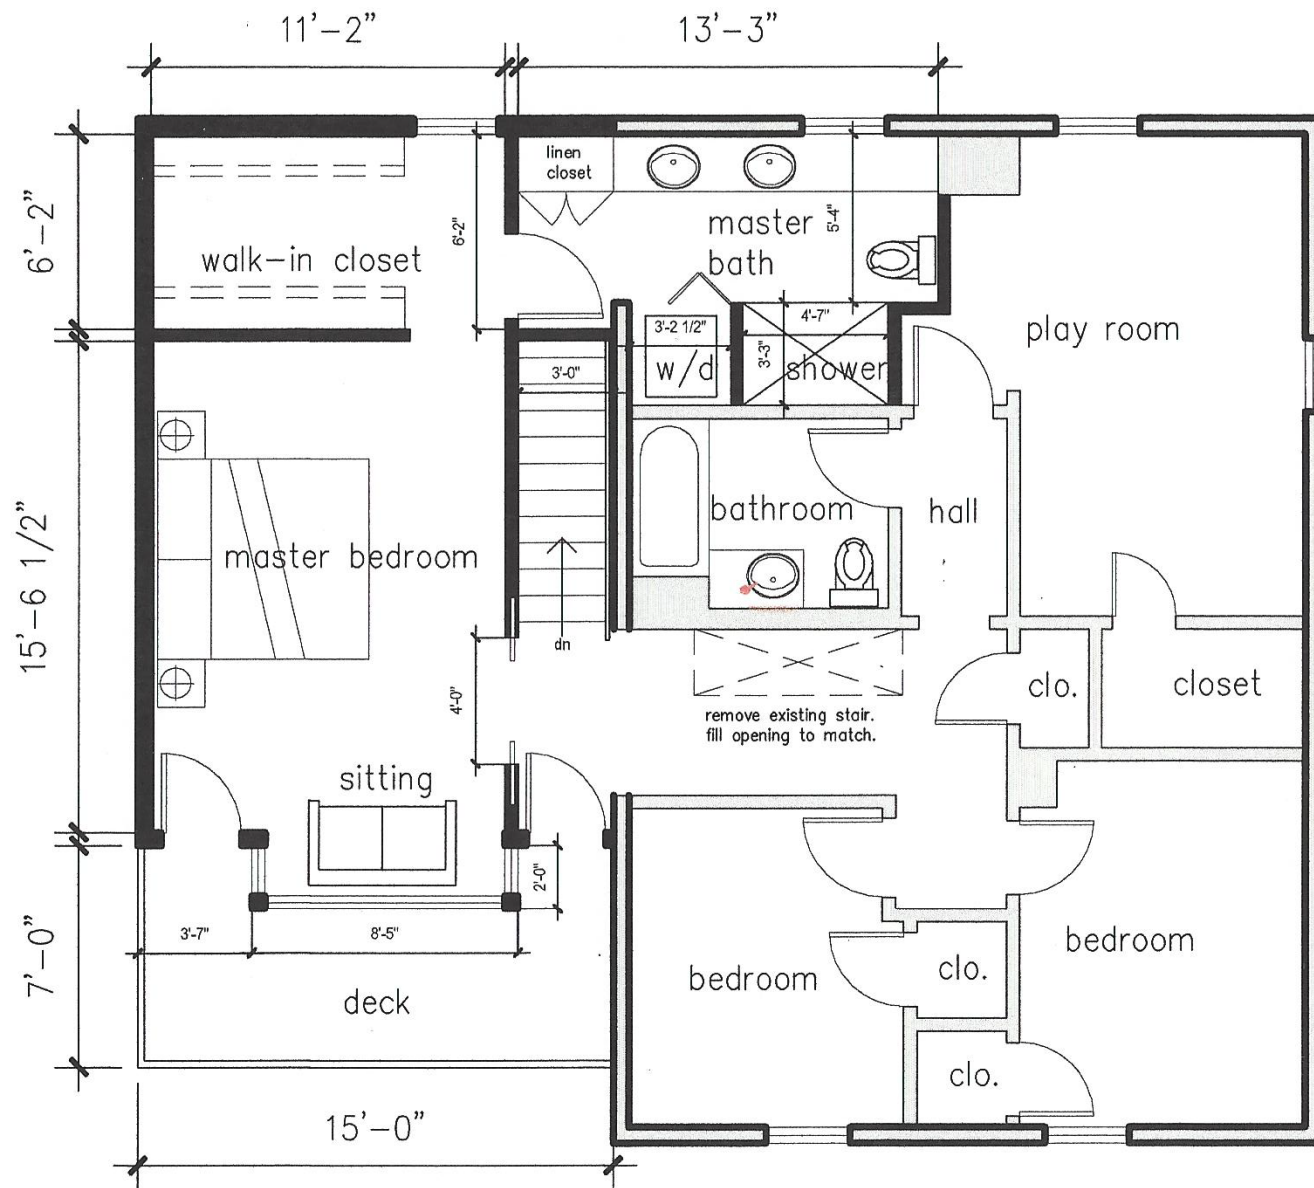 11'-2"
13'-3"
linen
closet
6'-2"
6'-2"
walk-in closet
master
bath
5'-4"
play room
3'-2 1/2"
4'-7"
3'-0"
w/d
3'-3"
shower
15'-6 1/2"
master bedroom
bathroom
hall
dn
4'-0"
clo.
closet
remove existing stair.
fill opening to match.
sitting
2'-0"
3'-7"
8'-5"
7'-0"
deck
bedroom
clo.
bedroom
clo.
15'-0"